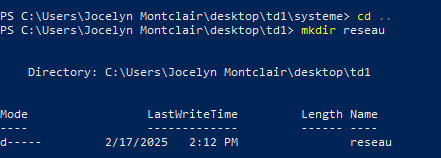 PS C:\Users\Jocelyn Montclair\desktop\td1\systeme> cd ..
PS C:\Users\Jocelyn Montclair\desktop\td1> mkdir reseau
Directory: C:\Users\Jocelyn Montclair\desktop\td1
Mode LastWriteTime Length Name
---- ------------- ------ ----
d----- 2/17/2025 2:12 PM reseau